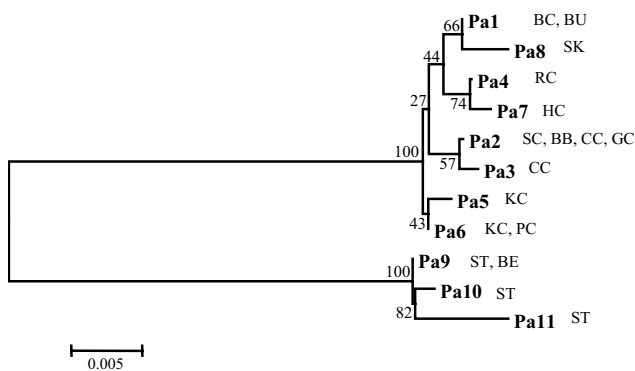 66 Pa1 BC, BU
Pa8 SK
44
Pa4 RC
74 Pa7 HC
27
Pa2 SC, BB, CC, GC
57 Pa3 CC
100
Pa5 KC
43 Pa6 KC, PC
Pa9 ST, BE
100
Pa10 ST
82 Pa11 ST
0.005